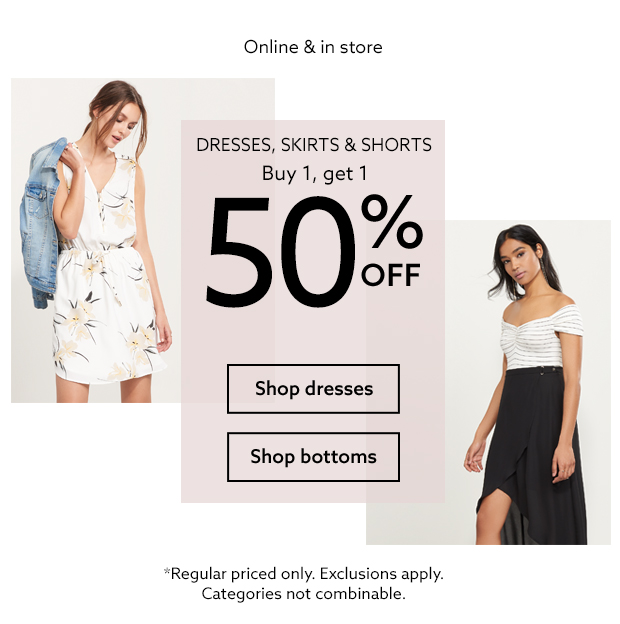 Online & in store
DRESSES, SKIRTS & SHORTS
Buy 1, get 1
50% OFF
Shop dresses
Shop bottoms
*Regular priced only. Exclusions apply.
Categories not combinable.